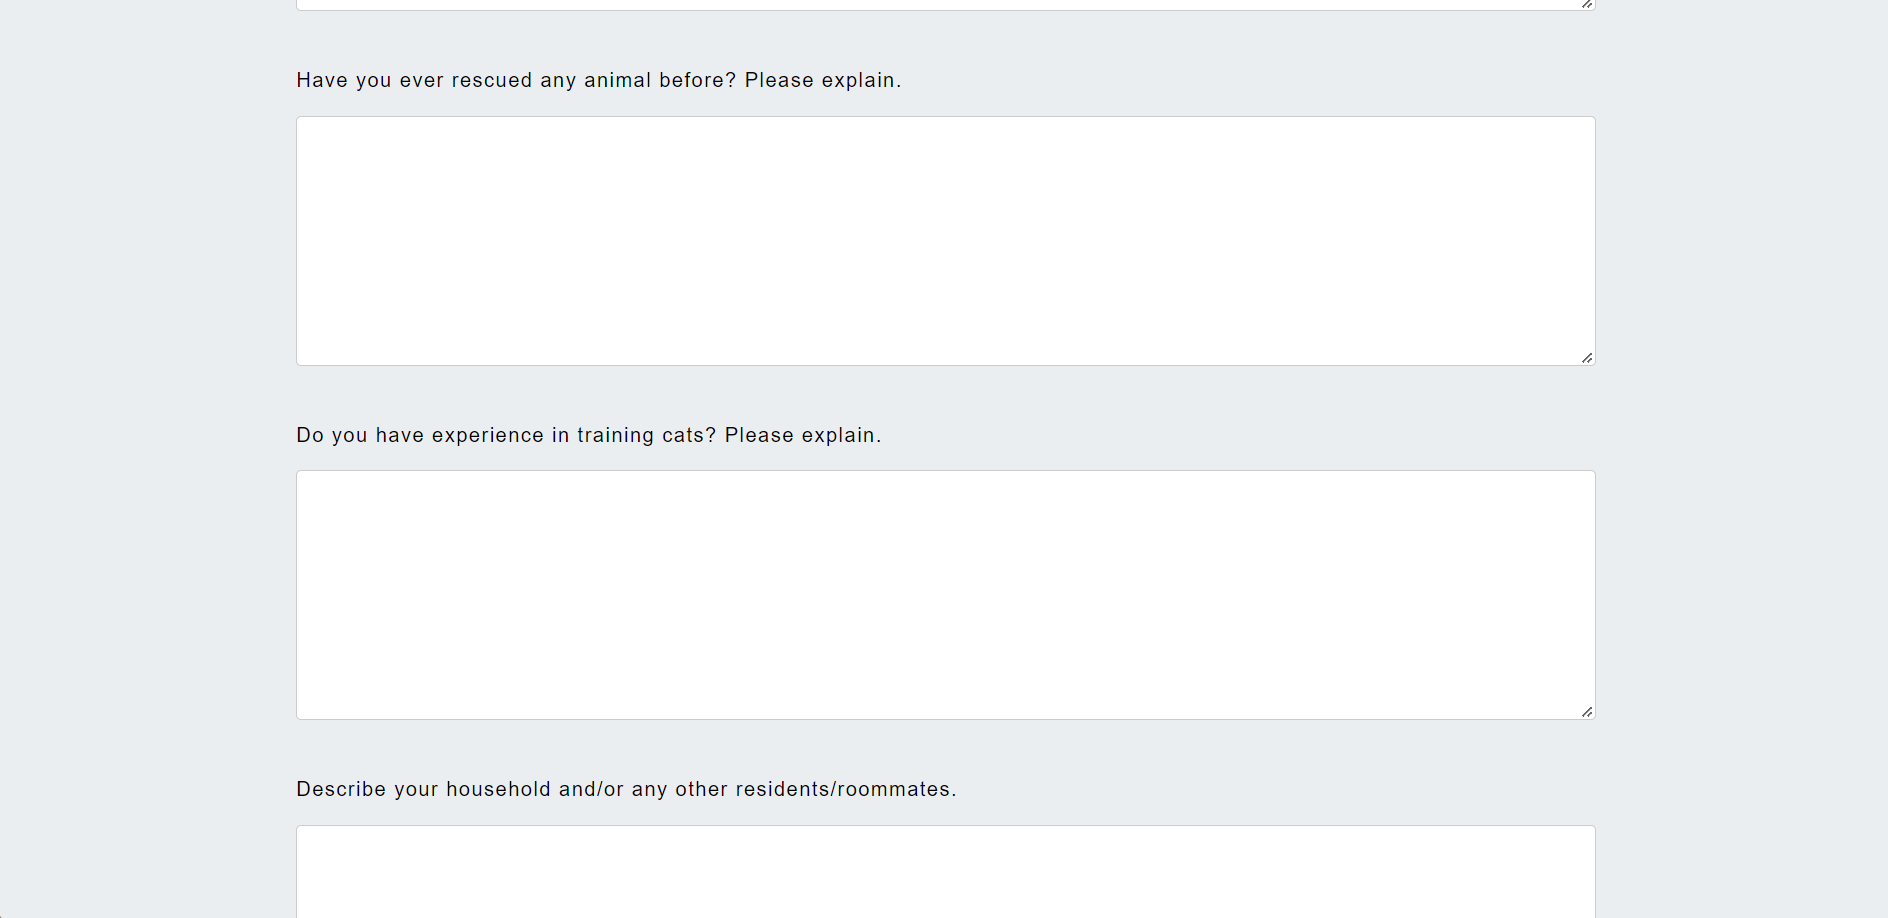 Have you ever rescued any animal before? Please explain.
Do you have experience in training cats? Please explain.
Describe your household and/or any other residents/roommates.